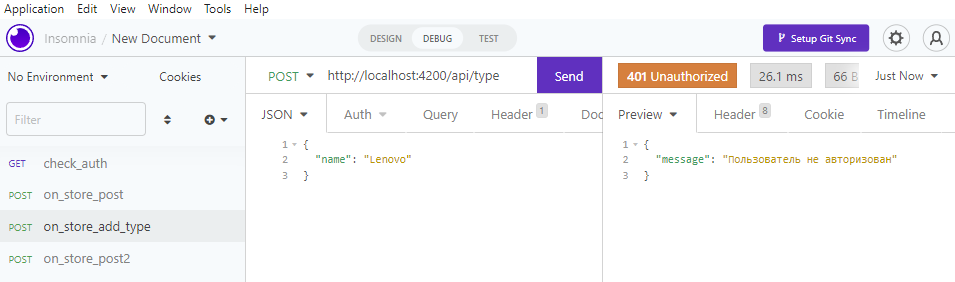 Application Edit View Window Tools Help
Insomnia / New Document DESIGN DEBUG TEST Setup Git Sync
No Environment Cookies POST http://localhost:4200/api/type Send 401 Unauthorized 26.1 ms 66 B Just Now
Filter JSON Auth Query Header 1 Doc Preview Header 8 Cookie Timeline
GET check_auth
POST on_store_post
POST on_store_add_type
POST on_store_post2
1 {
2 "name": "Lenovo"
3 }
1 {
2 "message": "Пользователь не авторизован"
3 }